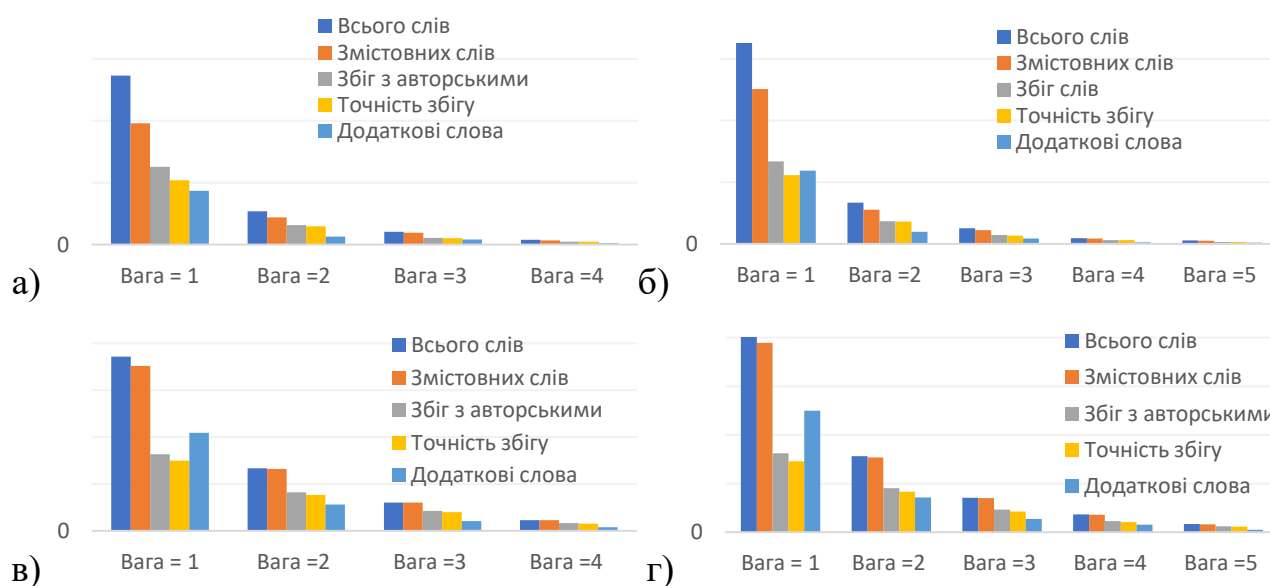 Всього слів
Змістовних слів
Збіг з авторськими
Точність збігу
Додаткові слова
0
Вага = 1
Вага =2
Вага =3
Вага =4
а)
Всього слів
Змістовних слів
Збіг слів
Точність збігу
Додаткові слова
0
Вага = 1
Вага =2
Вага =3
Вага =4
Вага =5
б)
Всього слів
Змістовних слів
Збіг з авторськими
Точність збігу
Додаткові слова
0
Вага = 1
Вага =2
Вага =3
Вага =4
в)
Всього слів
Змістовних слів
Збіг з авторськими
Точність збігу
Додаткові слова
0
Вага = 1
Вага =2
Вага =3
Вага =4
Вага =5
г)